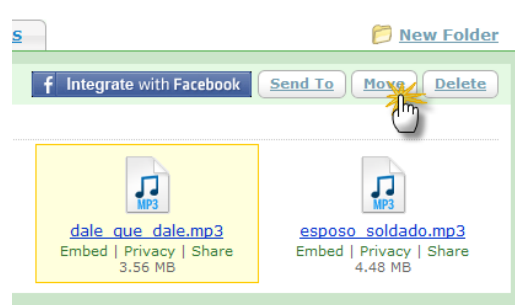 s
New Folder
f Integrate with Facebook Send To Move Delete
MP3 MP3
dale_que_dale.mp3 esposo_soldado.mp3
Embed | Privacy | Share Embed | Privacy | Share
3.56 MB 4.48 MB